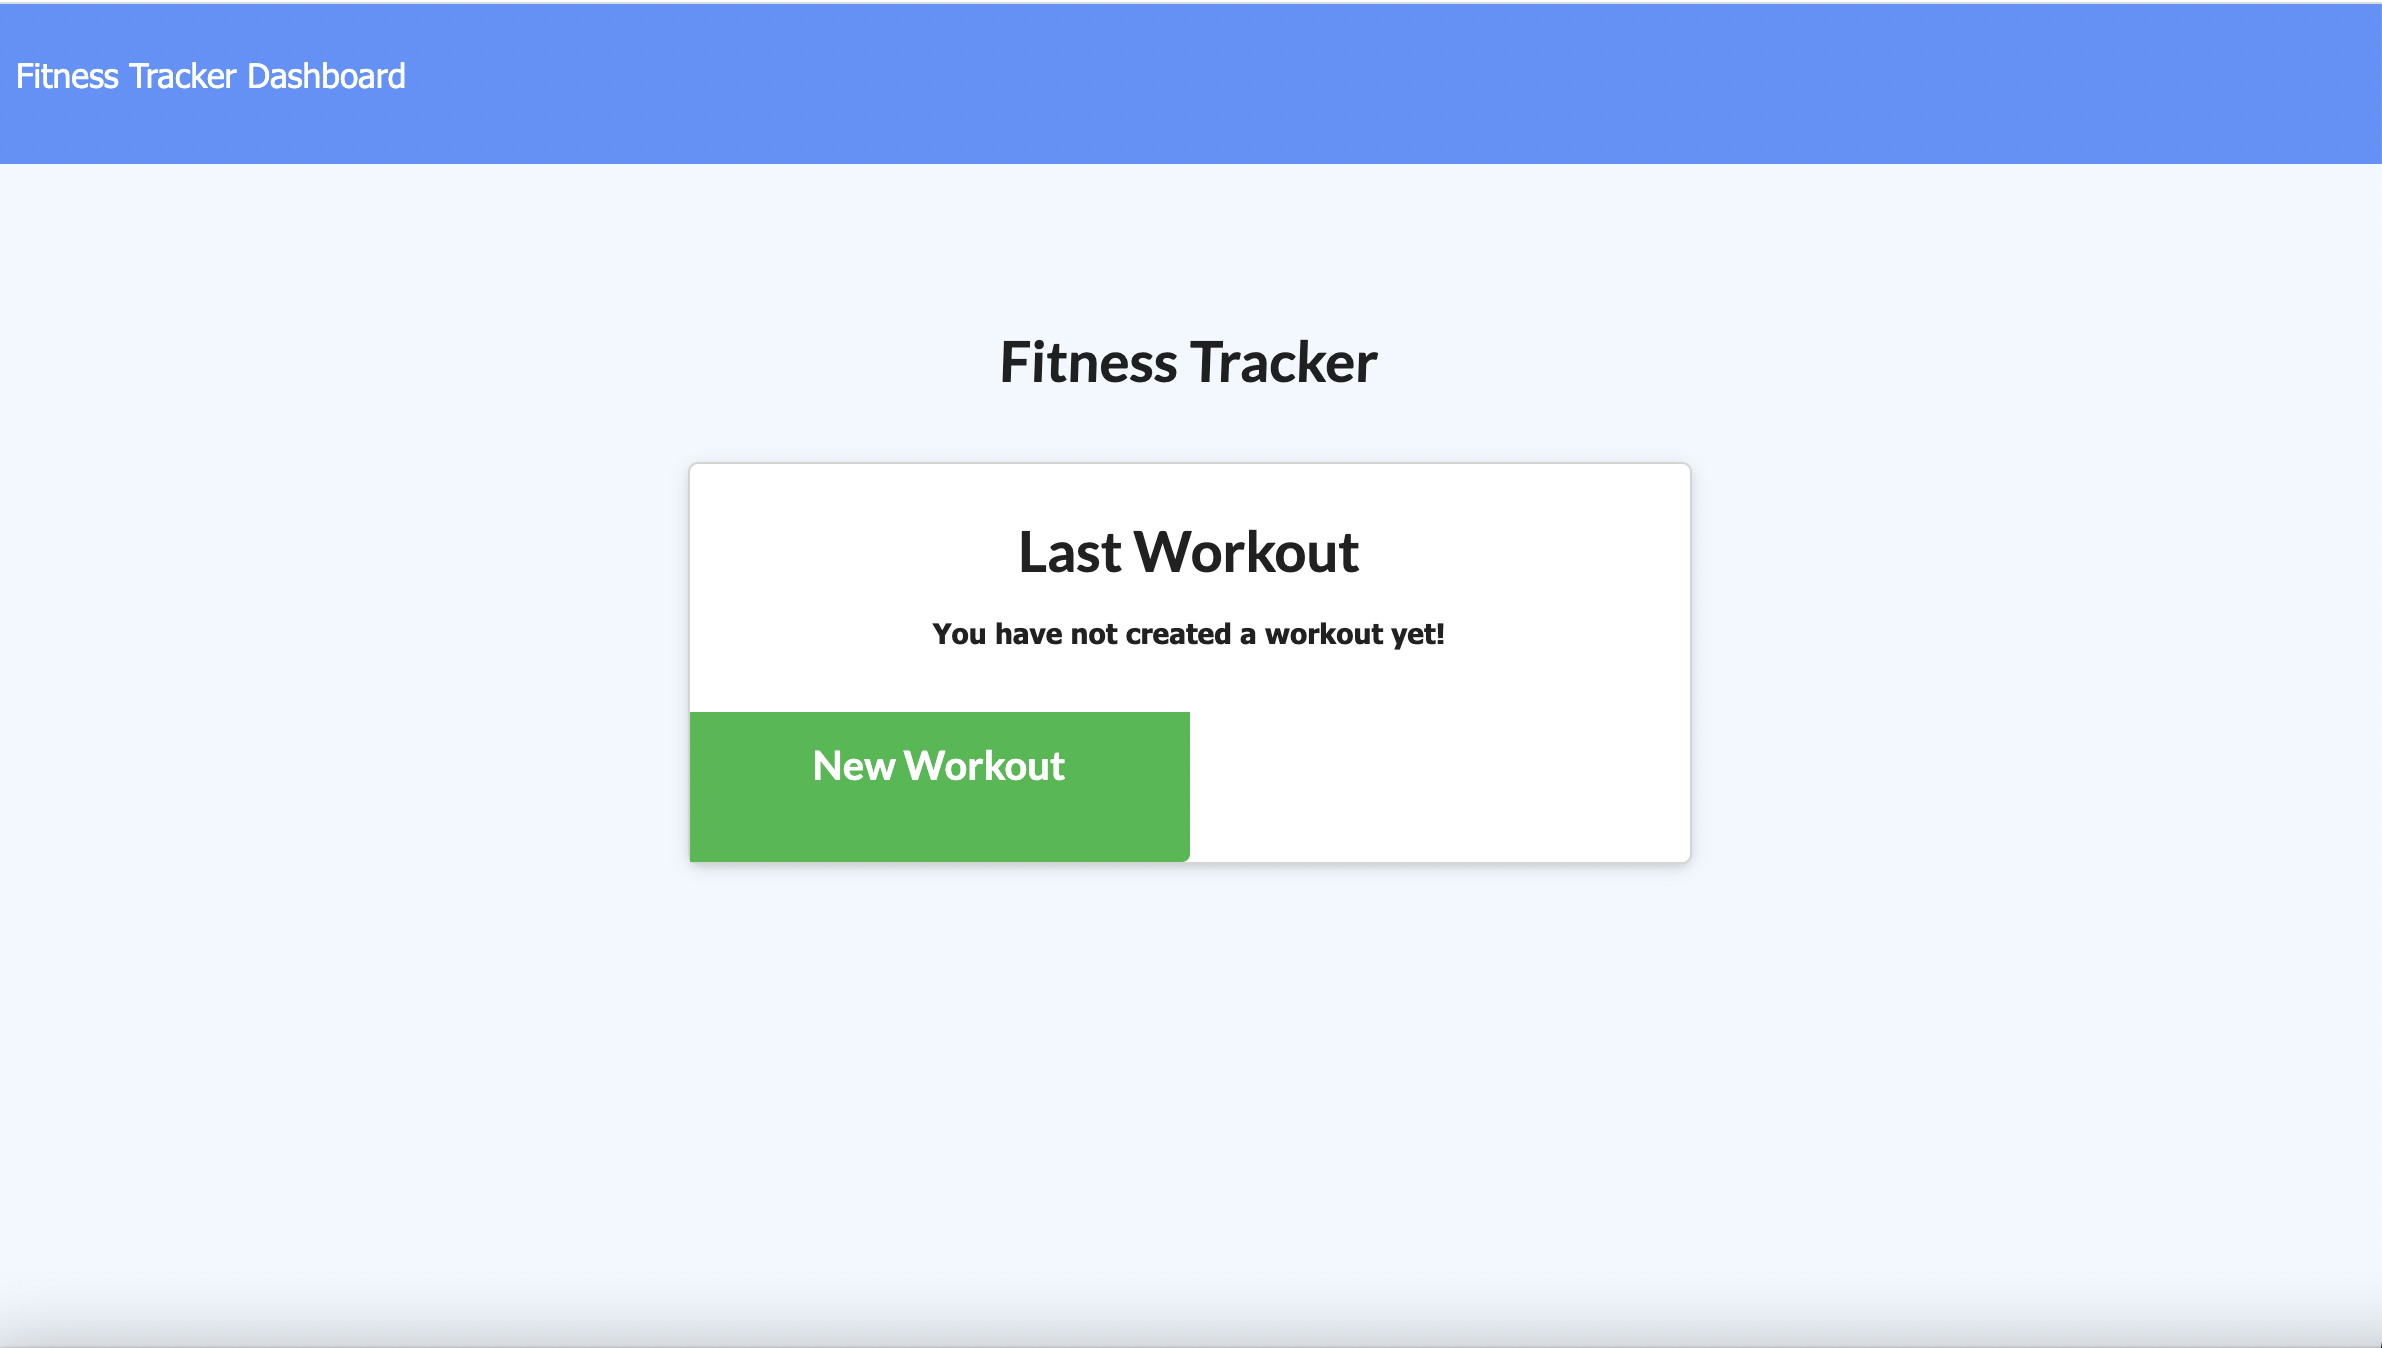 Fitness Tracker Dashboard
Fitness Tracker
Last Workout
You have not created a workout yet!
New Workout